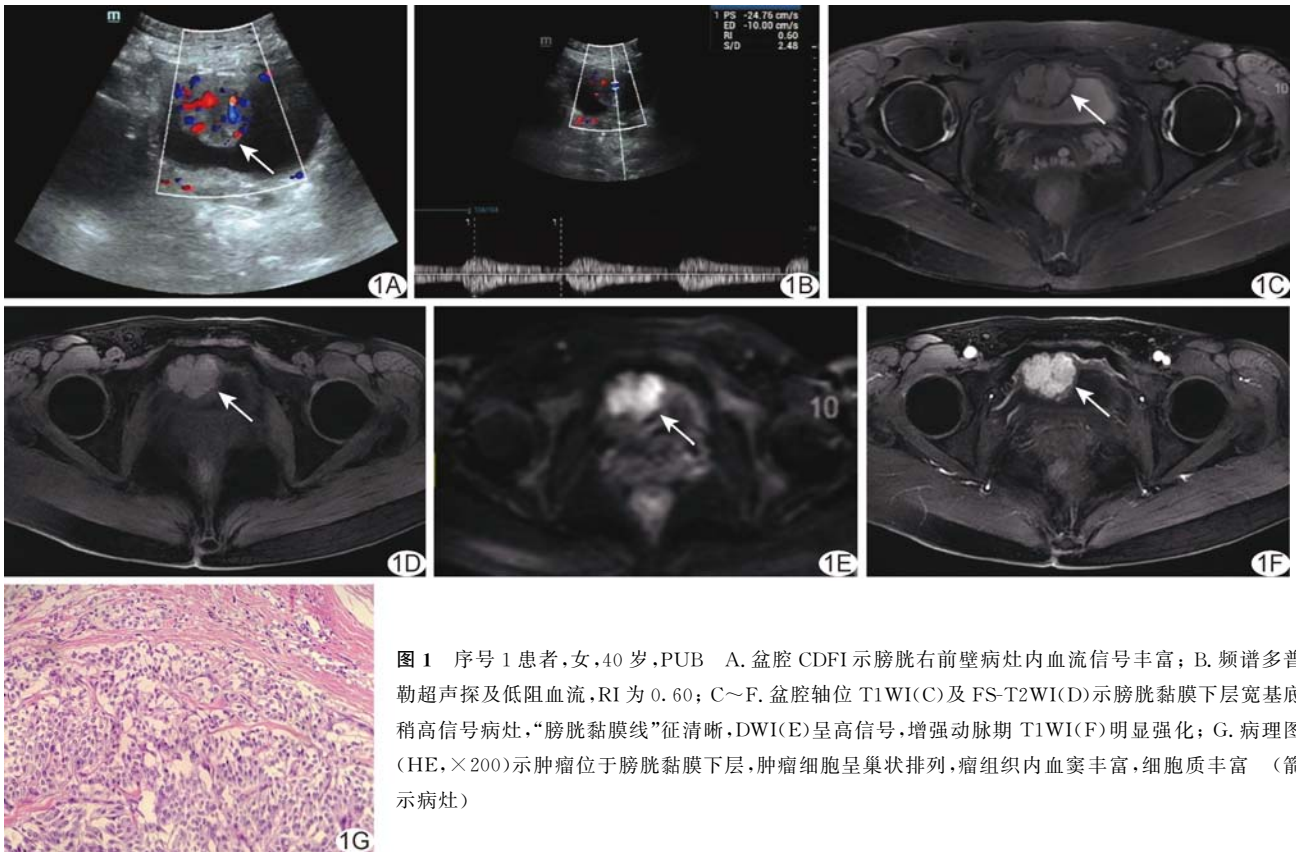 m
1A
m
1 PS -24.76 cm/s
ED -10.00 cm/s
RI 0.60
S/D 2.48
1
1
1B
10
1C
1D
10
1E
1F
1G
图 1 序号 1 患者,女,40 岁,PUB A. 盆腔 CDFI 示膀胱右前壁病灶内血流信号丰富; B. 频谱多普
勒超声探及低阻血流,RI 为 0.60; C~F. 盆腔轴位 T1WI(C)及 FS-T2WI(D)示膀胱黏膜下层宽基底
稍高信号病灶,“膀胱黏膜线”征清晰,DWI(E)呈高信号,增强动脉期 T1WI(F)明显强化; G. 病理图
(HE,×200)示肿瘤位于膀胱黏膜下层,肿瘤细胞呈巢状排列,瘤组织内血窦丰富,细胞质丰富 (箭
示病灶)